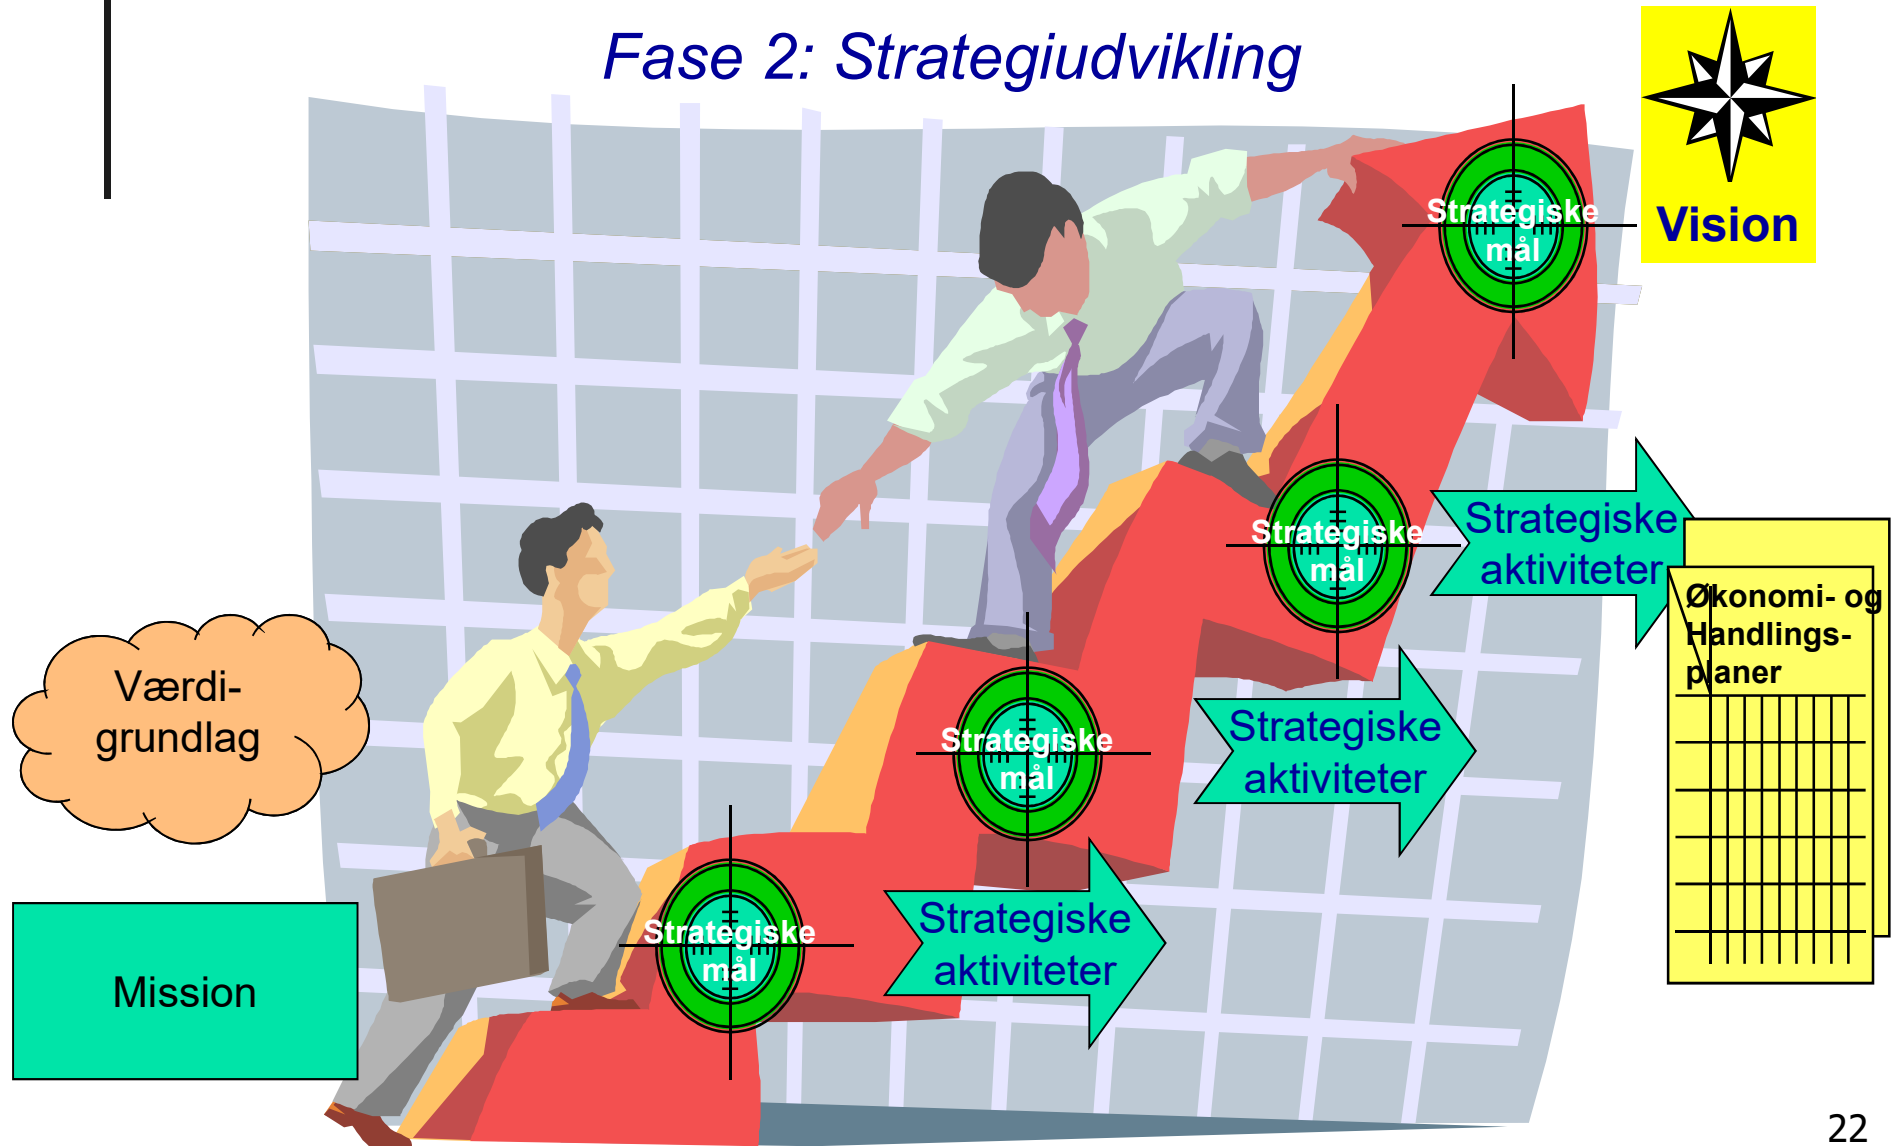 Fase 2: Strategiudvikling
Vision
Strategiske
mål
Strategiske
mål
Strategiske
aktiviteter
Økonomi- og
Handlings-
planer
Værdi-
grundlag
Strategiske
mål
Strategiske
aktiviteter
Strategiske
mål
Strategiske
aktiviteter
Mission
22